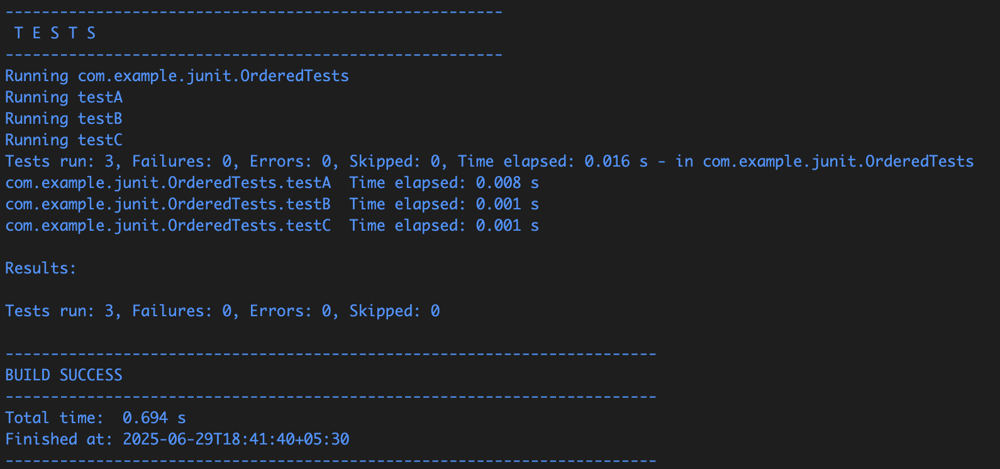 -------------------------------------------------------
 T E S T S
-------------------------------------------------------
Running com.example.junit.OrderedTests
Running testA
Running testB
Running testC
Tests run: 3, Failures: 0, Errors: 0, Skipped: 0, Time elapsed: 0.016 s - in com.example.junit.OrderedTests
com.example.junit.OrderedTests.testA  Time elapsed: 0.008 s
com.example.junit.OrderedTests.testB  Time elapsed: 0.001 s
com.example.junit.OrderedTests.testC  Time elapsed: 0.001 s
Results:
Tests run: 3, Failures: 0, Errors: 0, Skipped: 0
------------------------------------------------------------------------
BUILD SUCCESS
------------------------------------------------------------------------
Total time:  0.694 s
Finished at: 2025-06-29T18:41:40+05:30
------------------------------------------------------------------------